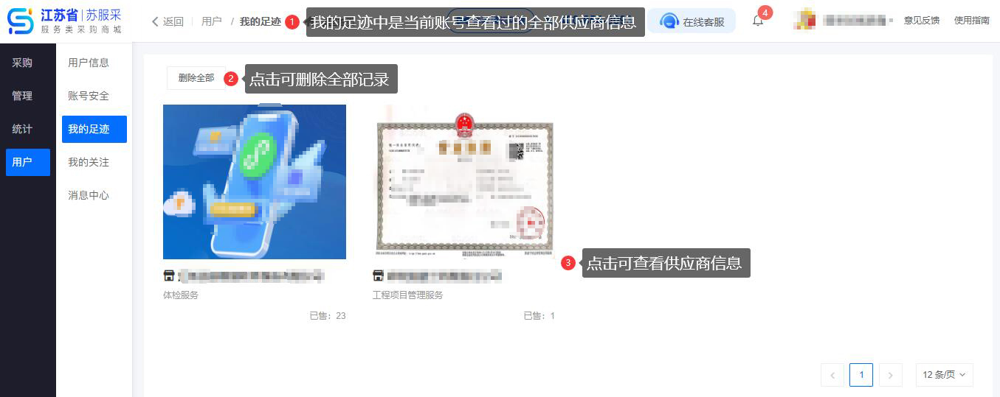 江苏省 | 苏服采
服务类采购商城
返回
用户 / 我的足迹
1
我的足迹中是当前账号查看过的全部供应商信息
在线客服
4
意见反馈
使用指南
采购
管理
统计
用户
用户信息
账号安全
我的足迹
我的关注
消息中心
删除全部
2
点击可删除全部记录
体检服务
已售：23
工程项目管理服务
已售：1
3
点击可查看供应商信息
1
12 条/页